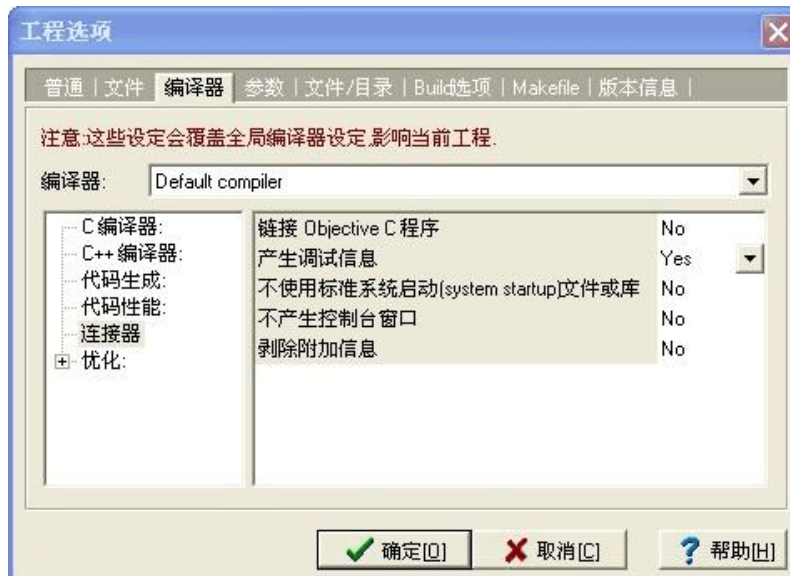 工程选项
普通 | 文件 编译器 参数 | 文件/目录 | Build选项 | Makefile | 版本信息 |
注意:这些设定会覆盖全局编译器设定,影响当前工程.
编译器: Default compiler
C 编译器:
C++ 编译器:
代码生成:
代码性能:
连接器
优化:
链接 Objective C 程序 No
产生调试信息 Yes
不使用标准系统启动(system startup)文件或库 No
不产生控制台窗口 No
剥除附加信息 No
确定[O] 取消[C] 帮助[H]